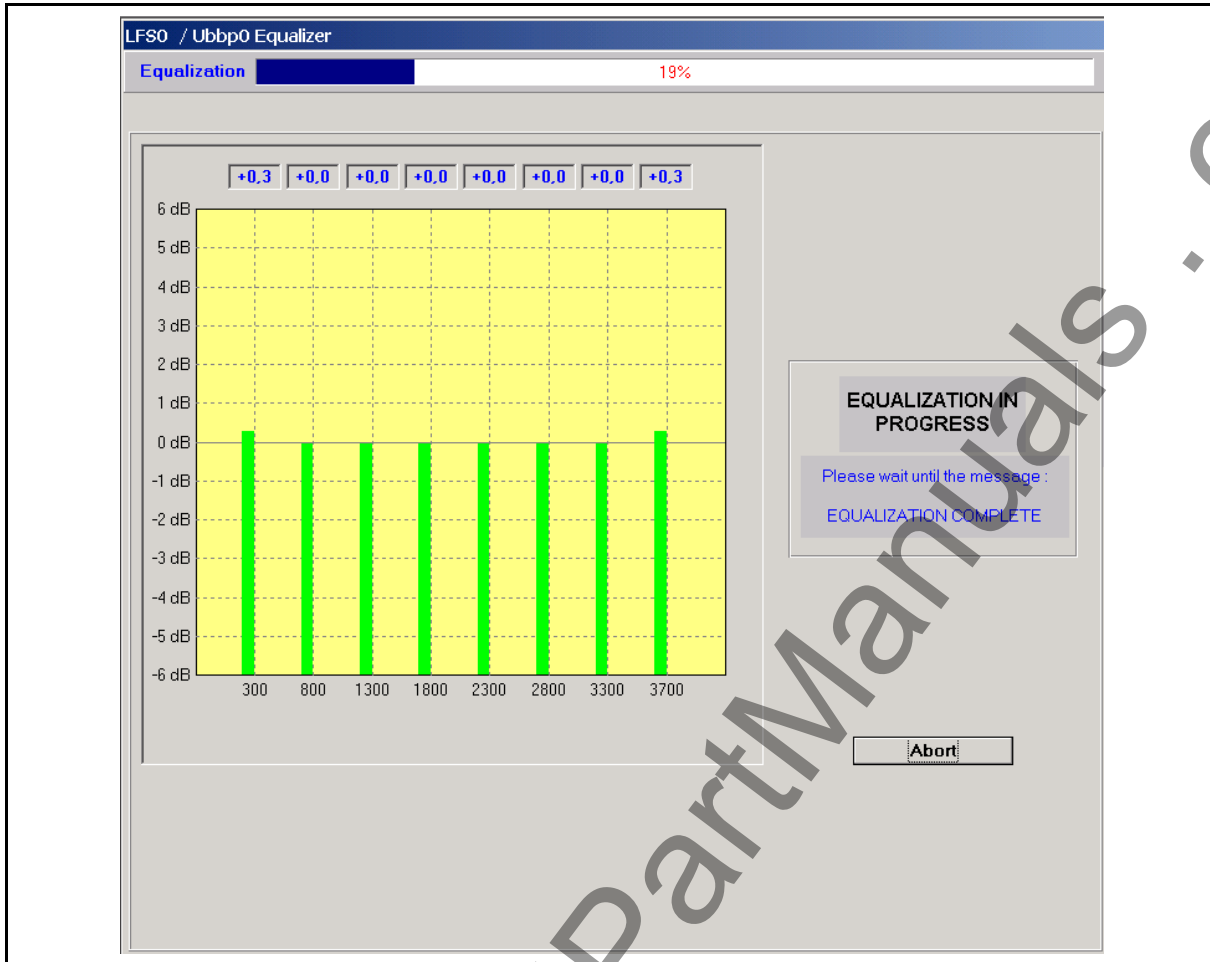 LFS0 / Ubbp0 Equalizer
Equalization 19%
+0,3 +0,0 +0,0 +0,0 +0,0 +0,0 +0,0 +0,3
6 dB
5 dB
4 dB
3 dB
2 dB
1 dB
0 dB
-1 dB
-2 dB
-3 dB
-4 dB
-5 dB
-6 dB
300 800 1300 1800 2300 2800 3300 3700
EQUALIZATION IN
PROGRESS
Please wait until the message :
EQUALIZATION COMPLETE
Abort
PartManuals .